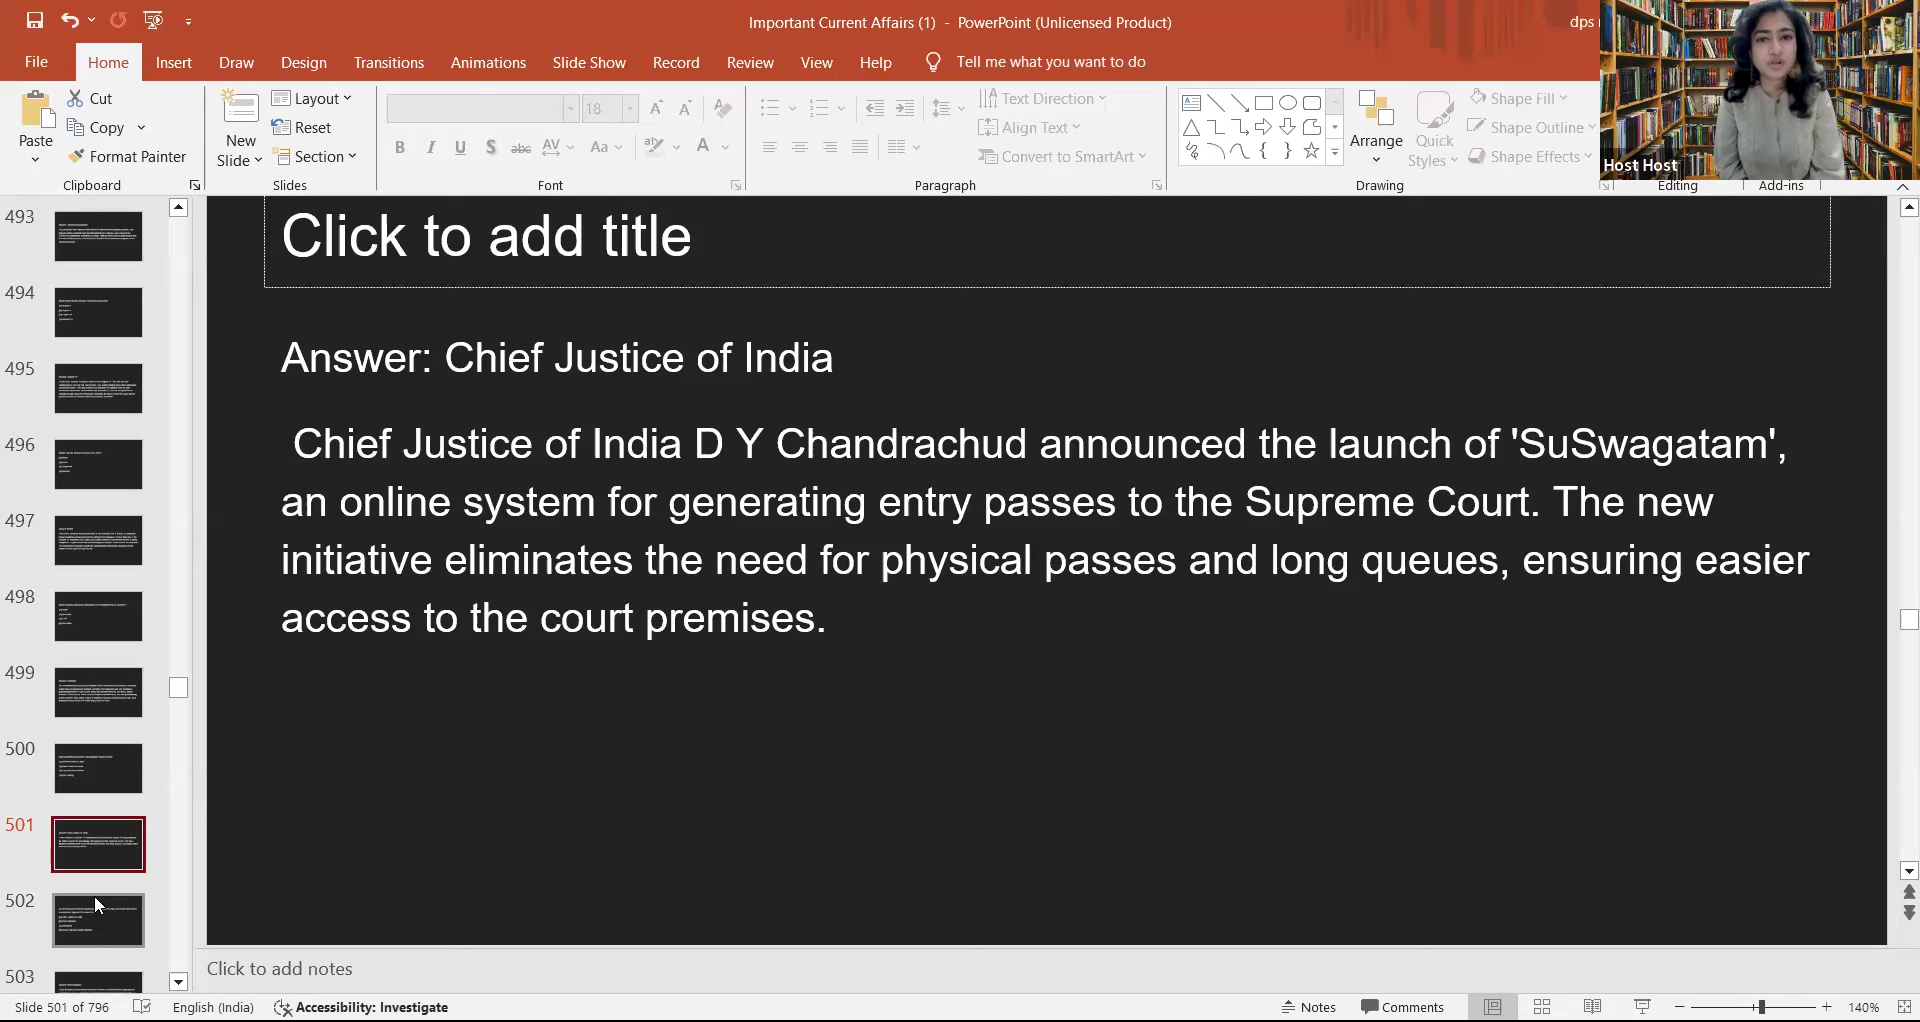 Important Current Affairs (1) - PowerPoint (Unlicensed Product)
dps
File Home Insert Draw Design Transitions Animations Slide Show Record Review View Help Tell me what you want to do
Paste
Cut
Copy
Format Painter
Clipboard
New
Slide
Layout
Reset
Section
Slides
18
B I U S abc AV Aa A
Font
Text Direction
Align Text
Convert to SmartArt
Paragraph
Arrange
Quick
Styles
Shape Fill
Shape Outline
Shape Effects
Drawing
Editing
Add-ins
Host Host
493
494
495
496
497
498
499
500
501
502
503
Click to add title
Answer: Chief Justice of India
Chief Justice of India D Y Chandrachud announced the launch of 'SuSwagatam',
an online system for generating entry passes to the Supreme Court. The new
initiative eliminates the need for physical passes and long queues, ensuring easier
access to the court premises.
Click to add notes
Slide 501 of 796 English (India) Accessibility: Investigate Notes Comments 140%